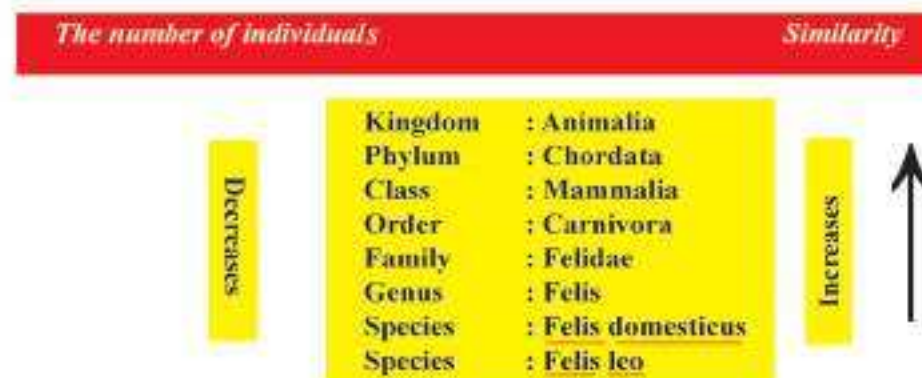 The number of individuals Similarity
Decreases
Kingdom : Animalia
Phylum : Chordata
Class : Mammalia
Order : Carnivora
Family : Felidae
Genus : Felis
Species : Felis domesticus
Species : Felis leo
Increases